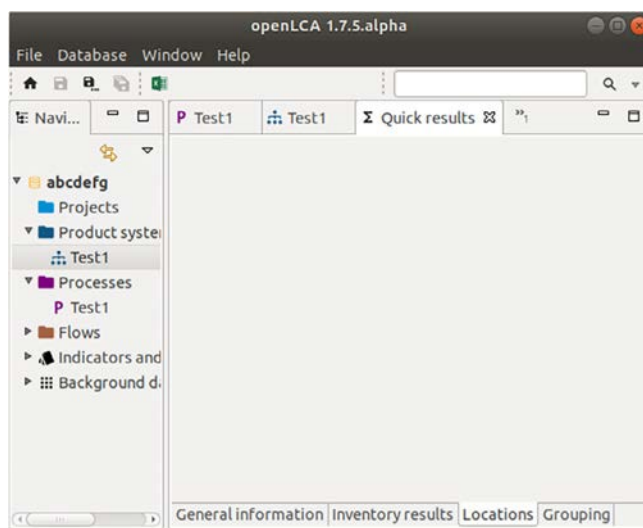 openLCA 1.7.5.alpha
File Database Window Help
Navi...
P Test1
Test1
Σ Quick results
»1
abcdefg
Projects
Product syster
Test1
Processes
P Test1
Flows
Indicators and
Background da
General information
Inventory results
Locations
Grouping